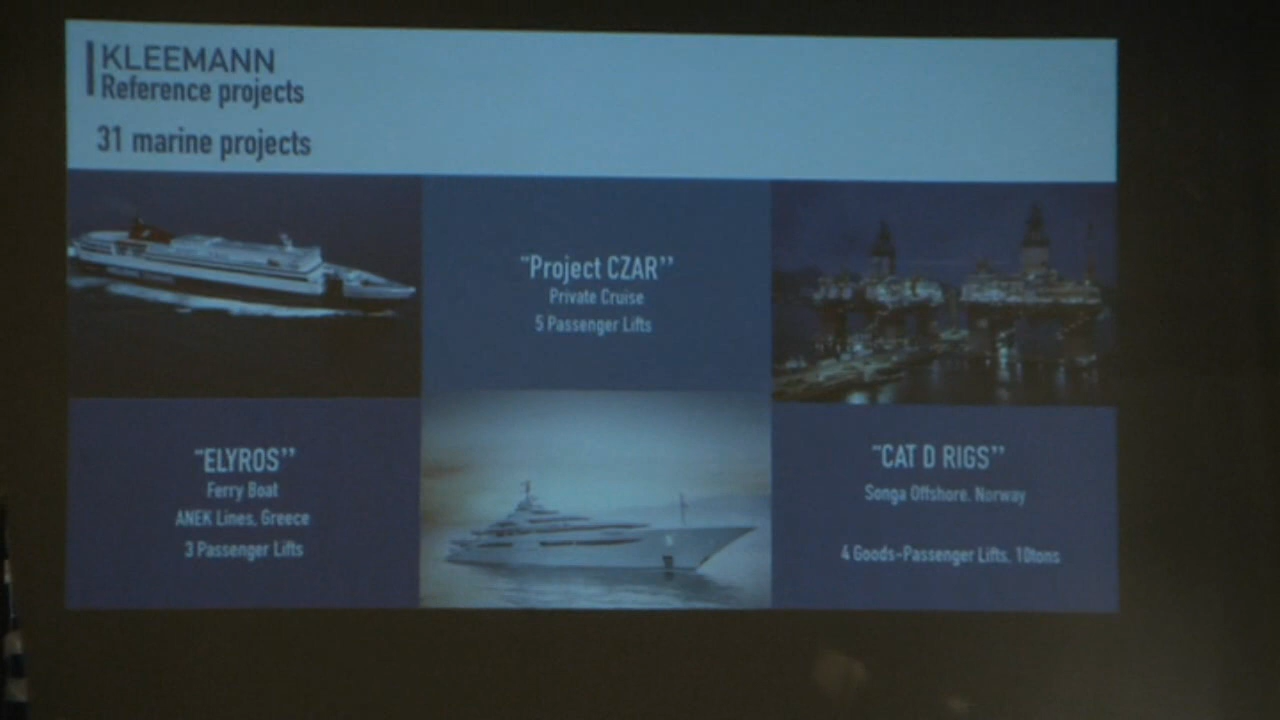 KLEEMANN
Reference projects
31 marine projects
"Project CZAR’’
Private Cruise
5 Passenger Lifts
"ELYROS’’
Ferry Boat
ANEK Lines, Greece
3 Passenger Lifts
"CAT D RIGS’’
Songa Offshore, Norway
4 Goods-Passenger Lifts, 10tons